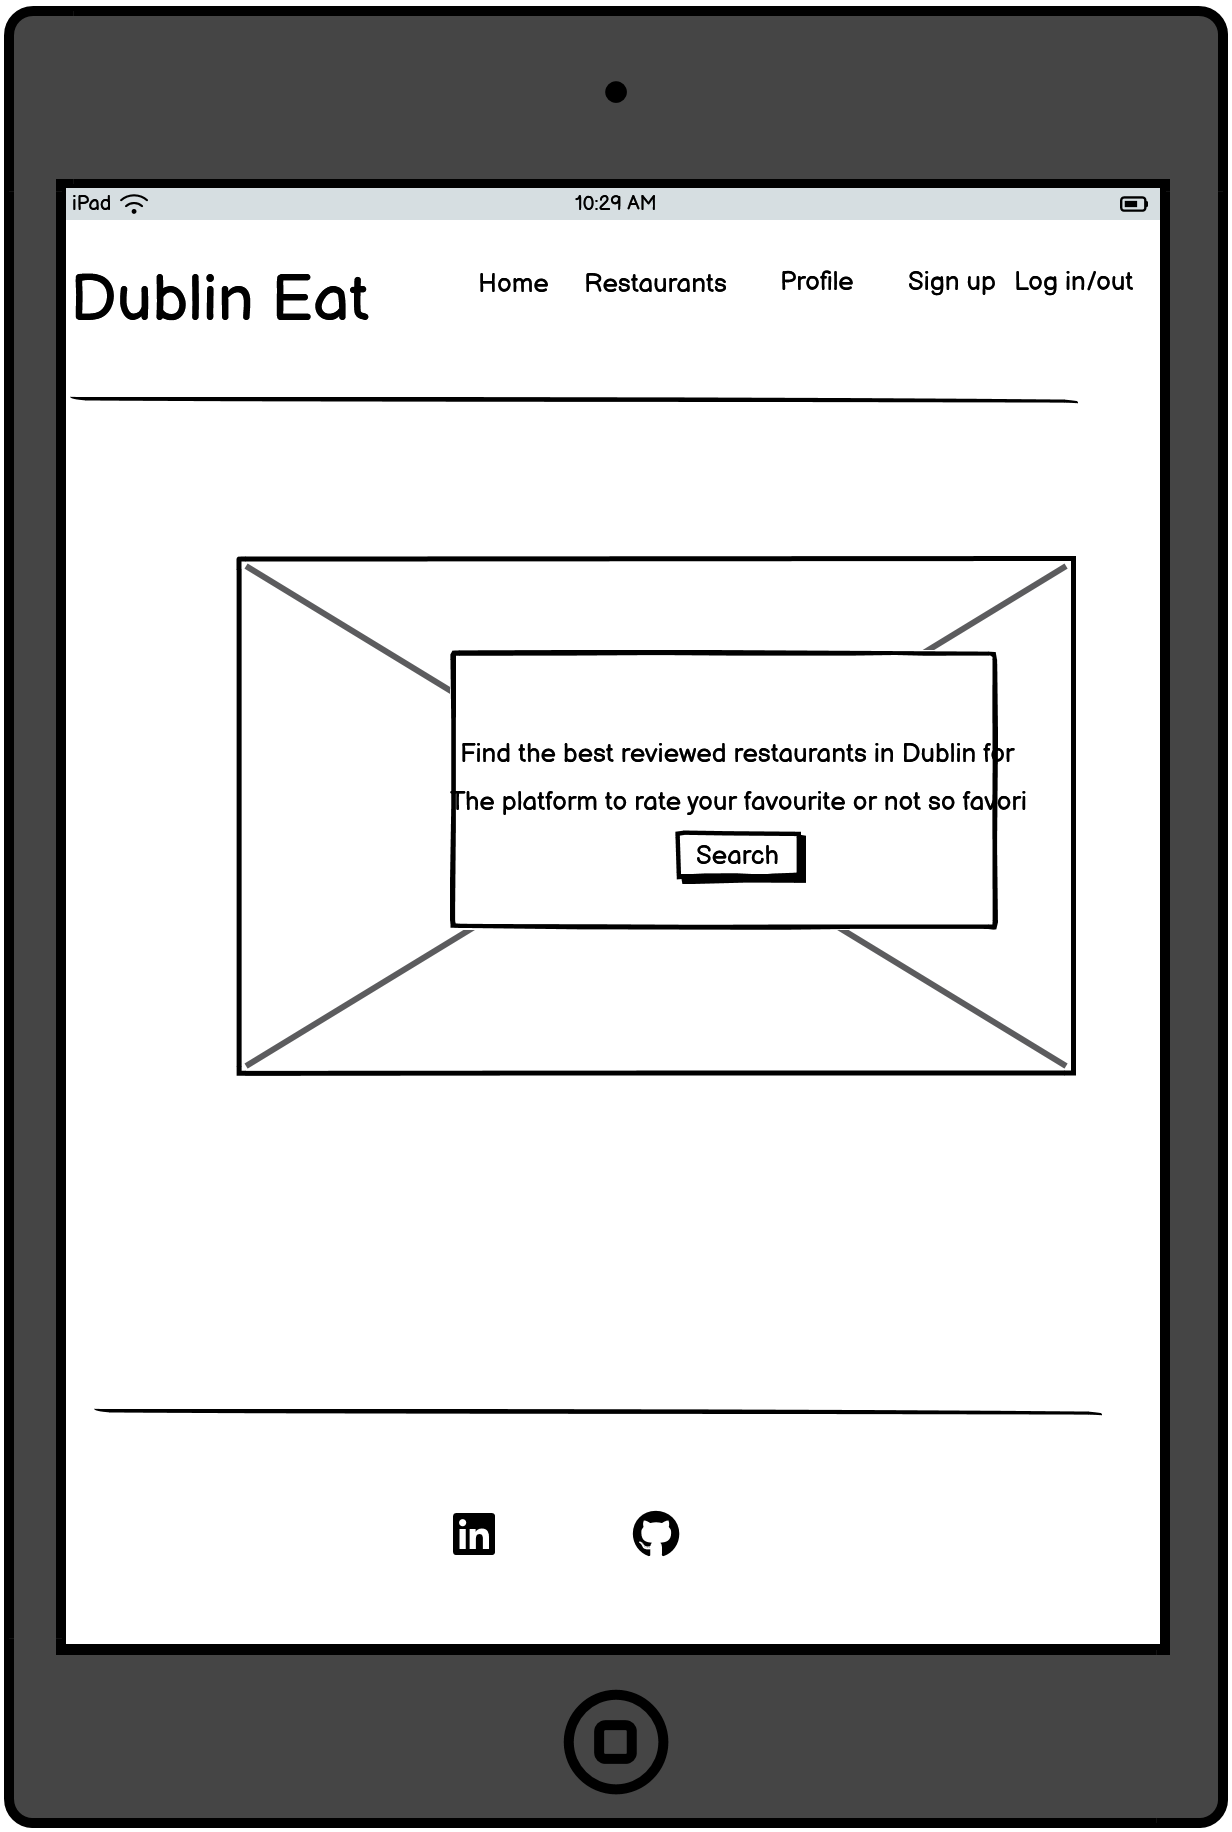 iPad 10:29 AM
Dublin Eat Home Restaurants Profile Sign up Log in/out
Find the best reviewed restaurants in Dublin for
The platform to rate your favourite or not so favori
Search
in